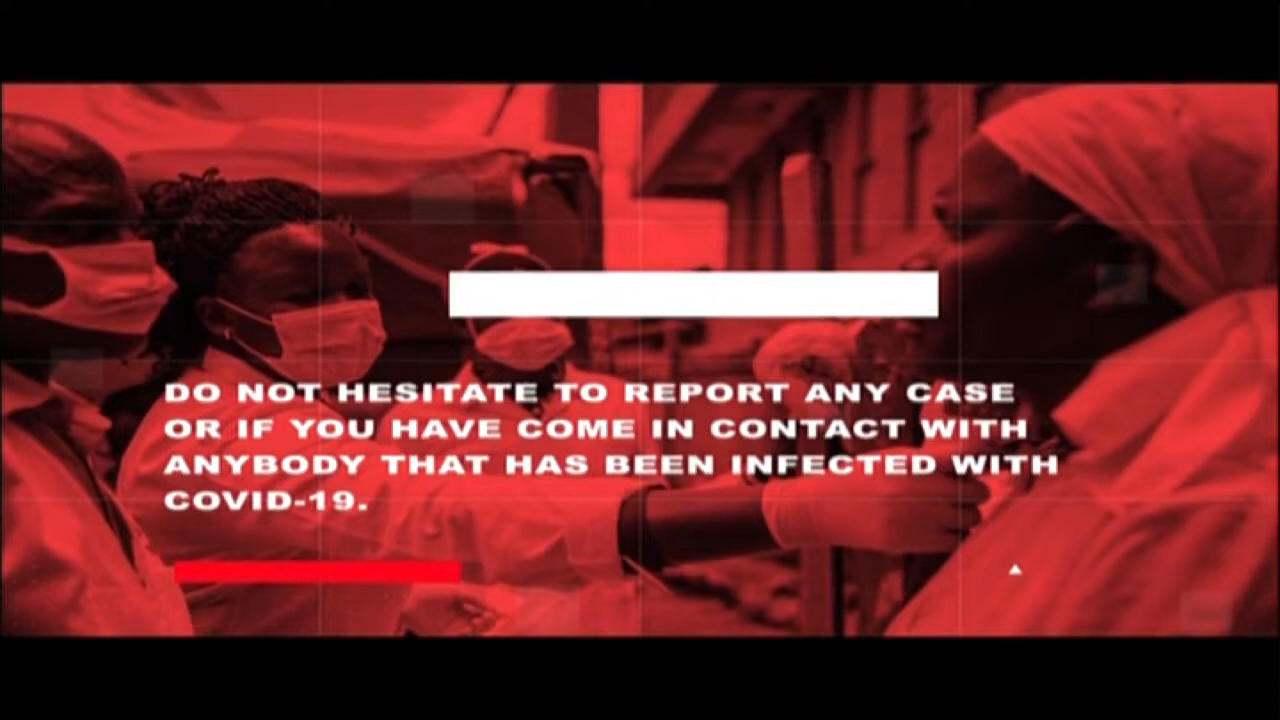 DO NOT HESITATE TO REPORT ANY CASE
OR IF YOU HAVE COME IN CONTACT WITH
ANYBODY THAT HAS BEEN INFECTED WITH
COVID-19.